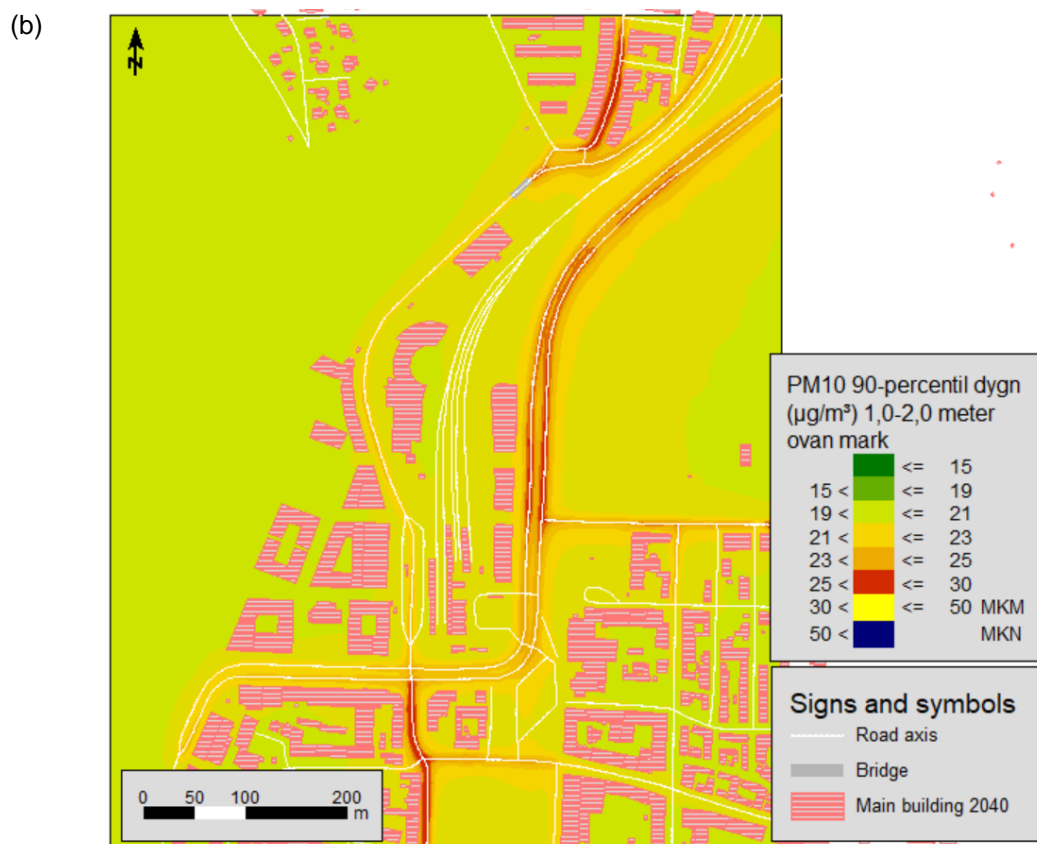 (b)
N
PM10 90-percentil dygn
(µg/m³) 1,0-2,0 meter
ovan mark
<= 15
15 < <= 19
19 < <= 21
21 < <= 23
23 < <= 25
25 < <= 30
30 < <= 50 MKM
50 < MKN
Signs and symbols
Road axis
Bridge
Main building 2040
0 50 100 200
m